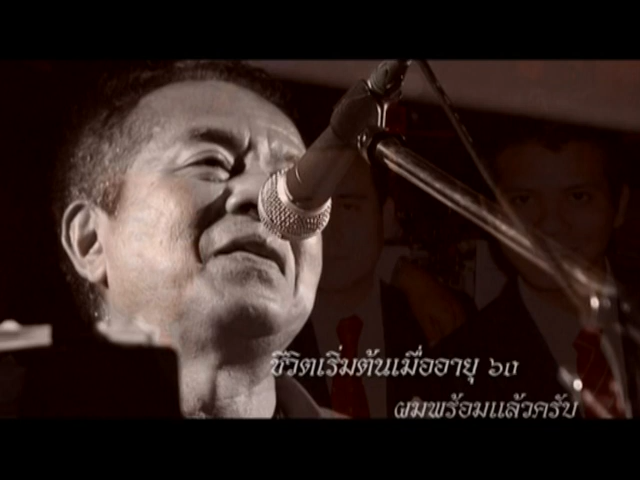 ชีวิตเริ่มต้นเมื่ออายุ ๖๓
ผมพร้อมแล้วครับ